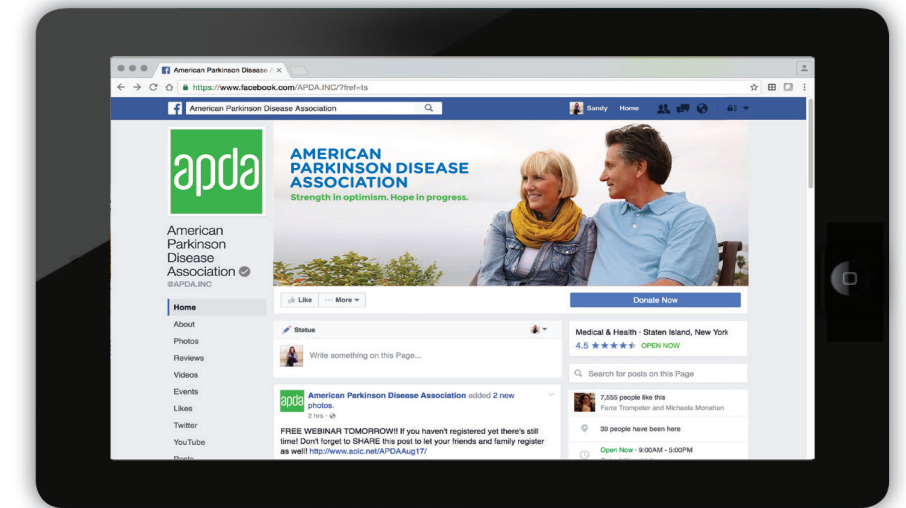 American Parkinson Disease A
https://www.facebook.com/APDA.INC/?fref=ts
American Parkinson Disease Association
Sandy Home
apda
American
Parkinson
Disease
Association
@APDA.INC
Home
About
Photos
Reviews
Videos
Events
Likes
Twitter
YouTube
Posts
AMERICAN
PARKINSON DISEASE
ASSOCIATION
Strength in optimism. Hope in progress.
Like More
Donate Now
Status
Write something on this Page...
apda
American Parkinson Disease Association added 2 new
photos.
2 hrs
FREE WEBINAR TOMORROW!! If you haven't registered yet there's still
time! Don't forget to SHARE this post to let your friends and family register
as well! http://www.aoic.net/APDAAug17/
Medical & Health · Staten Island, New York
4.5 ★★★★★ OPEN NOW
Search for posts on this Page
7,555 people like this
Farra Trompeter and Michaela Monahan
39 people have been here
Open Now · 9:00AM - 5:00PM